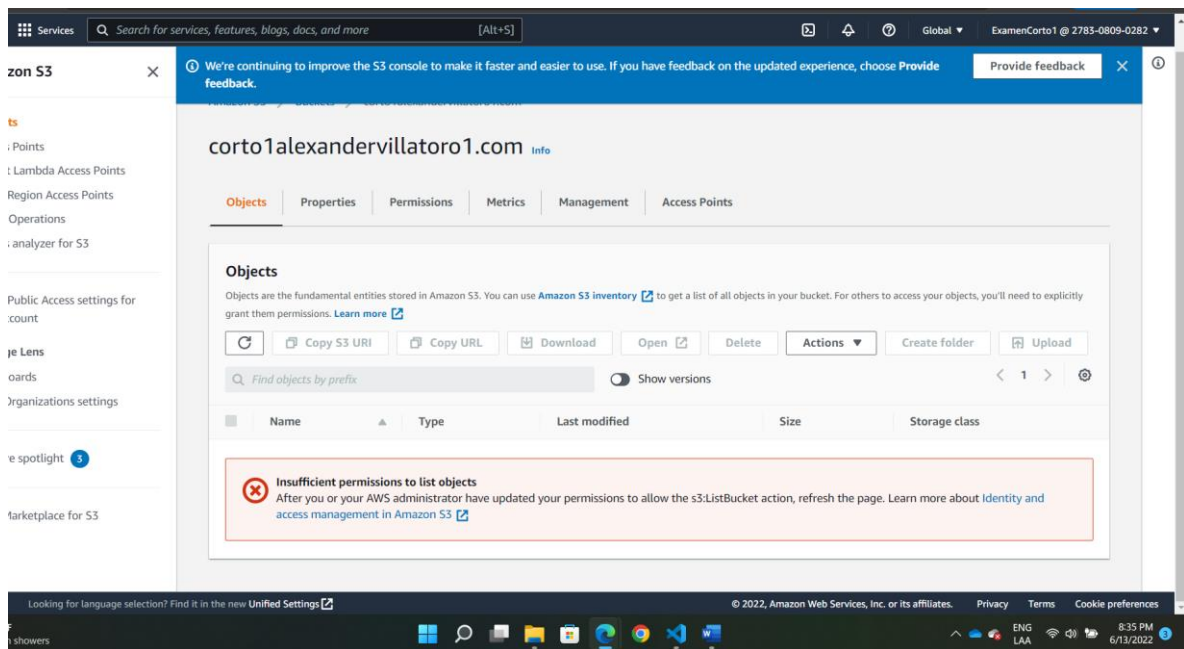 Services
Search for services, features, blogs, docs, and more
[Alt+S]
Global ▼
ExamenCorto1 @ 2783-0809-0282 ▼
zon S3
We're continuing to improve the S3 console to make it faster and easier to use. If you have feedback on the updated experience, choose Provide
feedback.
Provide feedback
ts
Points
Lambda Access Points
Region Access Points
Operations
analyzer for S3
Public Access settings for
count
ge Lens
oards
Organizations settings
e spotlight 3
Marketplace for S3
corto1alexandervillatoro1.com Info
Objects
Properties
Permissions
Metrics
Management
Access Points
Objects
Objects are the fundamental entities stored in Amazon S3. You can use Amazon S3 inventory to get a list of all objects in your bucket. For others to access your objects, you'll need to explicitly
grant them permissions. Learn more
Copy S3 URI
Copy URL
Download
Open
Delete
Actions ▼
Create folder
Upload
Find objects by prefix
Show versions
1
Name
Type
Last modified
Size
Storage class
Insufficient permissions to list objects
After you or your AWS administrator have updated your permissions to allow the s3:ListBucket action, refresh the page. Learn more about Identity and
access management in Amazon S3
Looking for language selection? Find it in the new Unified Settings
© 2022, Amazon Web Services, Inc. or its affiliates.
Privacy
Terms
Cookie preferences
showers
ENG
LAA
8:35 PM
6/13/2022
3